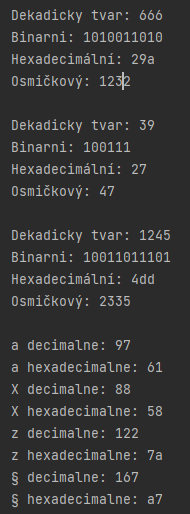 Dekadicky tvar: 666
Binarni: 1010011010
Hexadecimální: 29a
Osmičkový: 1232
Dekadicky tvar: 39
Binarni: 100111
Hexadecimální: 27
Osmičkový: 47
Dekadicky tvar: 1245
Binarni: 10011011101
Hexadecimální: 4dd
Osmičkový: 2335
a decimalne: 97
a hexadecimalne: 61
X decimalne: 88
X hexadecimalne: 58
z decimalne: 122
z hexadecimalne: 7a
§ decimalne: 167
§ hexadecimalne: a7